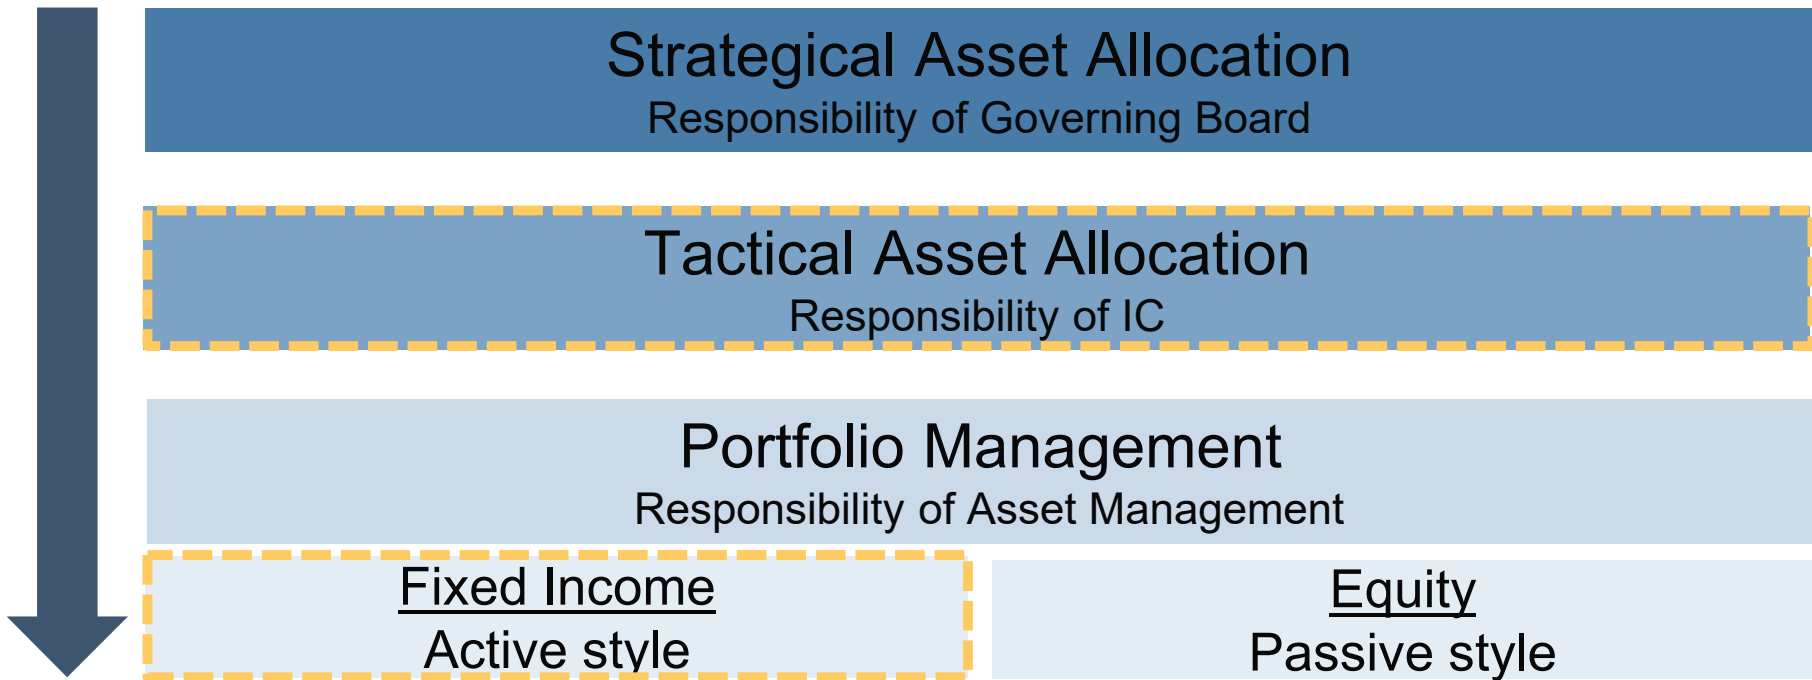 Strategical Asset Allocation
Responsibility of Governing Board
Tactical Asset Allocation
Responsibility of IC
Portfolio Management
Responsibility of Asset Management
Fixed Income
Active style
Equity
Passive style